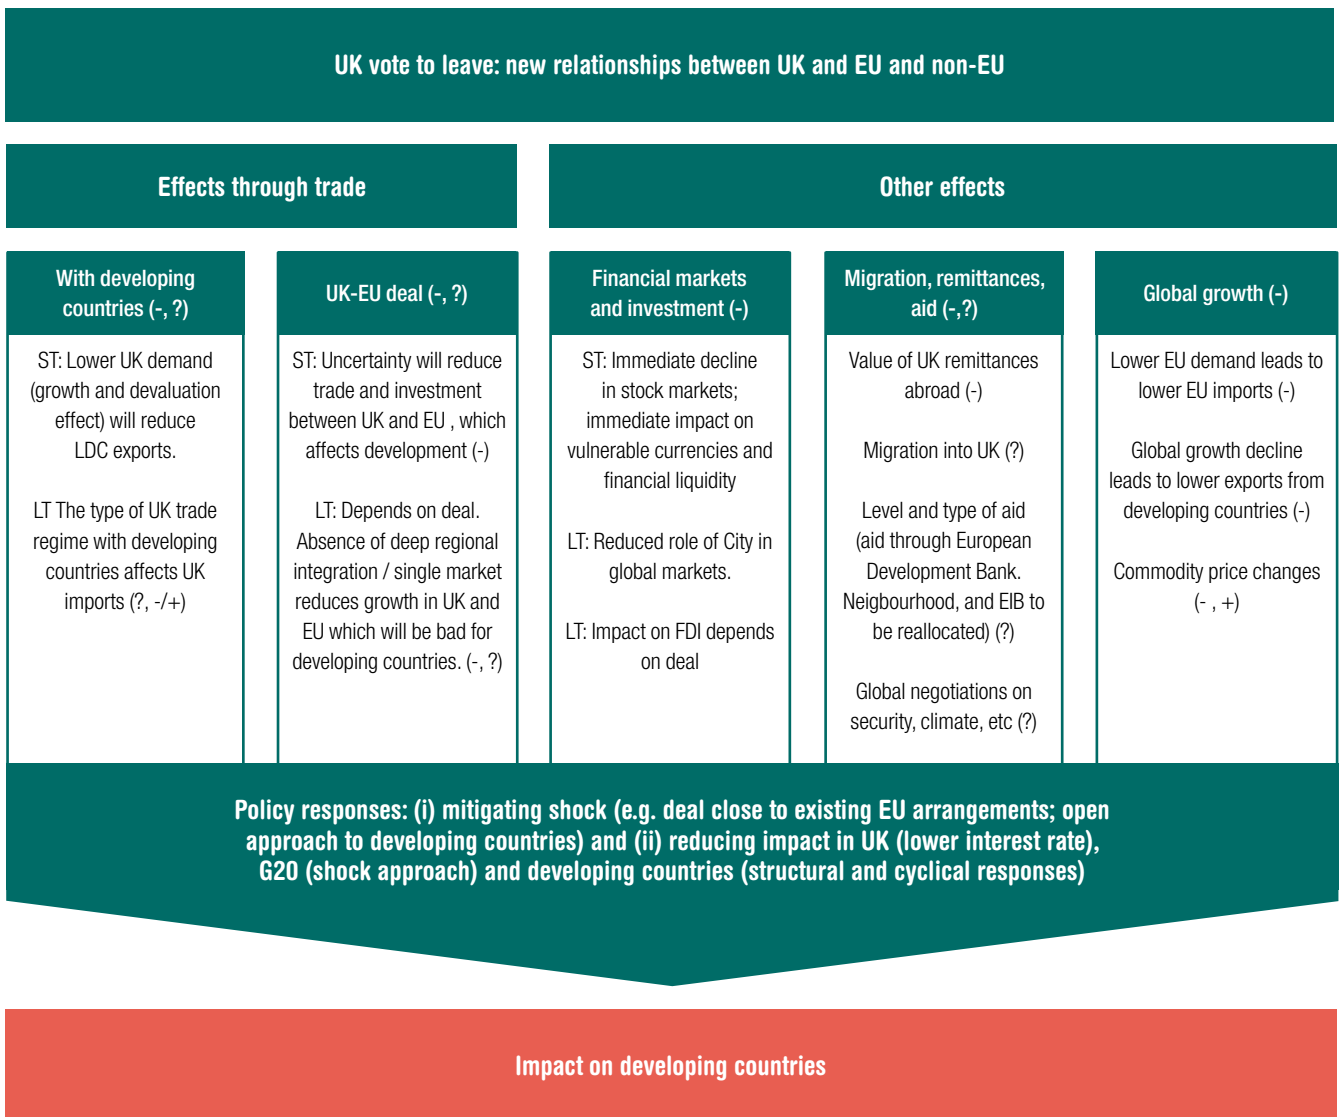 UK vote to leave: new relationships between UK and EU and non-EU
Effects through trade
Other effects
With developing
countries (-, ?)
ST: Lower UK demand
(growth and devaluation
effect) will reduce
LDC exports.
LT The type of UK trade
regime with developing
countries affects UK
imports (?, -/+)
UK-EU deal (-, ?)
ST: Uncertainty will reduce
trade and investment
between UK and EU , which
affects development (-)
LT: Depends on deal.
Absence of deep regional
integration / single market
reduces growth in UK and
EU which will be bad for
developing countries. (-, ?)
Financial markets
and investment (-)
ST: Immediate decline
in stock markets;
immediate impact on
vulnerable currencies and
financial liquidity
LT: Reduced role of City in
global markets.
LT: Impact on FDI depends
on deal
Migration, remittances,
aid (-,?)
Value of UK remittances
abroad (-)
Migration into UK (?)
Level and type of aid
(aid through European
Development Bank.
Neigbourhood, and EIB to
be reallocated) (?)
Global negotiations on
security, climate, etc (?)
Global growth (-)
Lower EU demand leads to
lower EU imports (-)
Global growth decline
leads to lower exports from
developing countries (-)
Commodity price changes
(- , +)
Policy responses: (i) mitigating shock (e.g. deal close to existing EU arrangements; open
approach to developing countries) and (ii) reducing impact in UK (lower interest rate),
G20 (shock approach) and developing countries (structural and cyclical responses)
Impact on developing countries